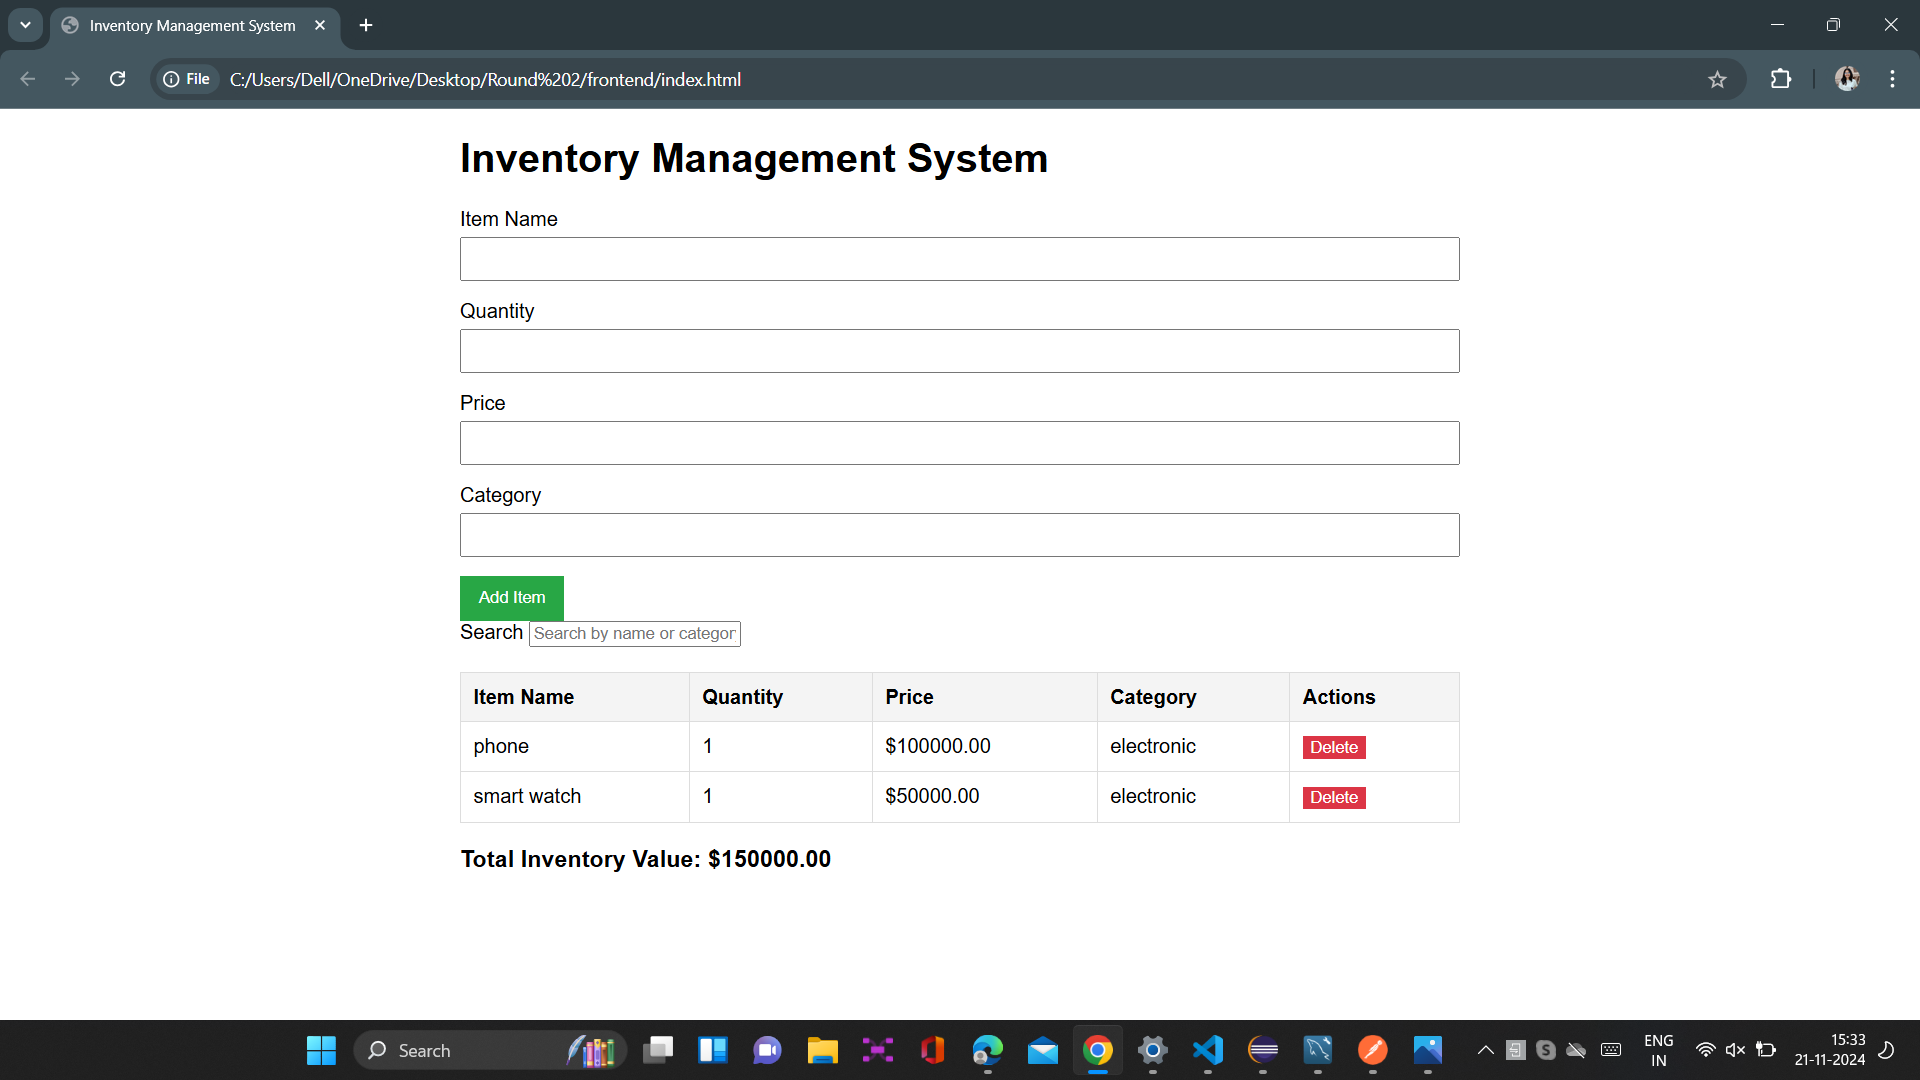 Inventory Management System
File C:/Users/Dell/OneDrive/Desktop/Round%202/frontend/index.html
Inventory Management System
Item Name
Quantity
Price
Category
Add Item
Search Search by name or categor
Item Name Quantity Price Category Actions
phone 1 $100000.00 electronic Delete
smart watch 1 $50000.00 electronic Delete
Total Inventory Value: $150000.00
Search
ENG
IN
15:33
21-11-2024